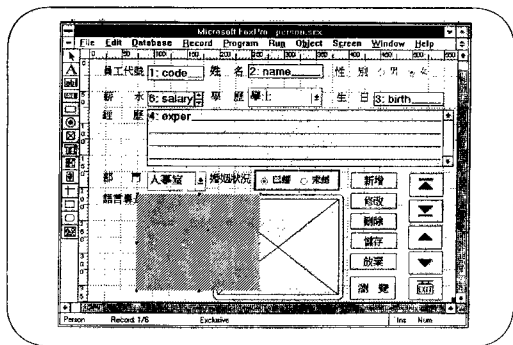 Microsoft FoxPro - person.scx
File Edit Database Record Program Run Object Screen Window Help
員工代號 1: code 姓 名 2: name 性 別 男 女
薪 水 6: salary 學 歷 學士 生 日 3: birth
經 歷 4: exper
部 門 人事室 婚姻狀況 已婚 未婚 新增
語言專
修改
刪除
儲存
放棄
瀏 覽 EXIT
Person Record 1/6 Exclusive Ins Num